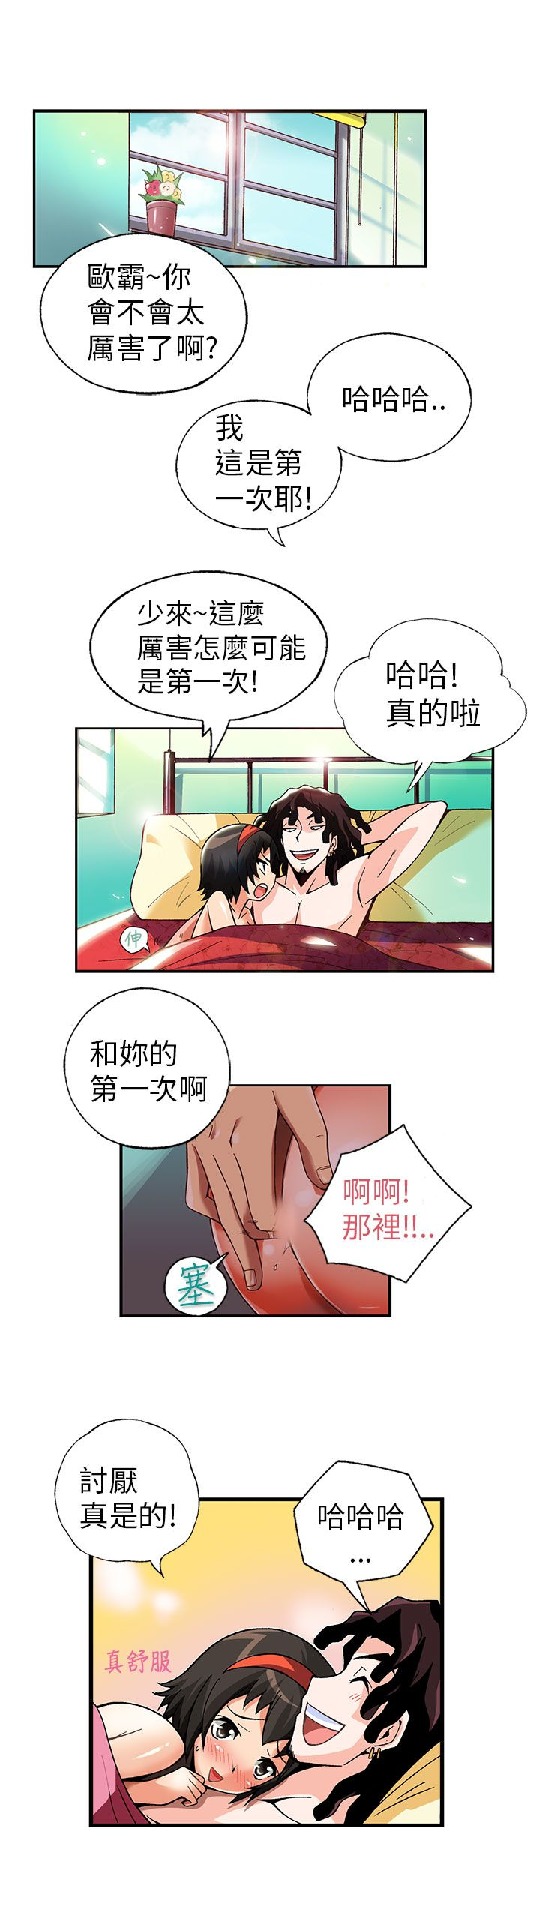 歐霸~你
會不會太
厲害了啊?
哈哈哈..
我
這是第
一次耶!
少來~這麼
厲害怎麼可能
是第一次!
哈哈!
真的啦
伸
和妳的
第一次啊
啊啊!
那裡!!..
塞
討厭
真是的!
哈哈哈
...
真舒服